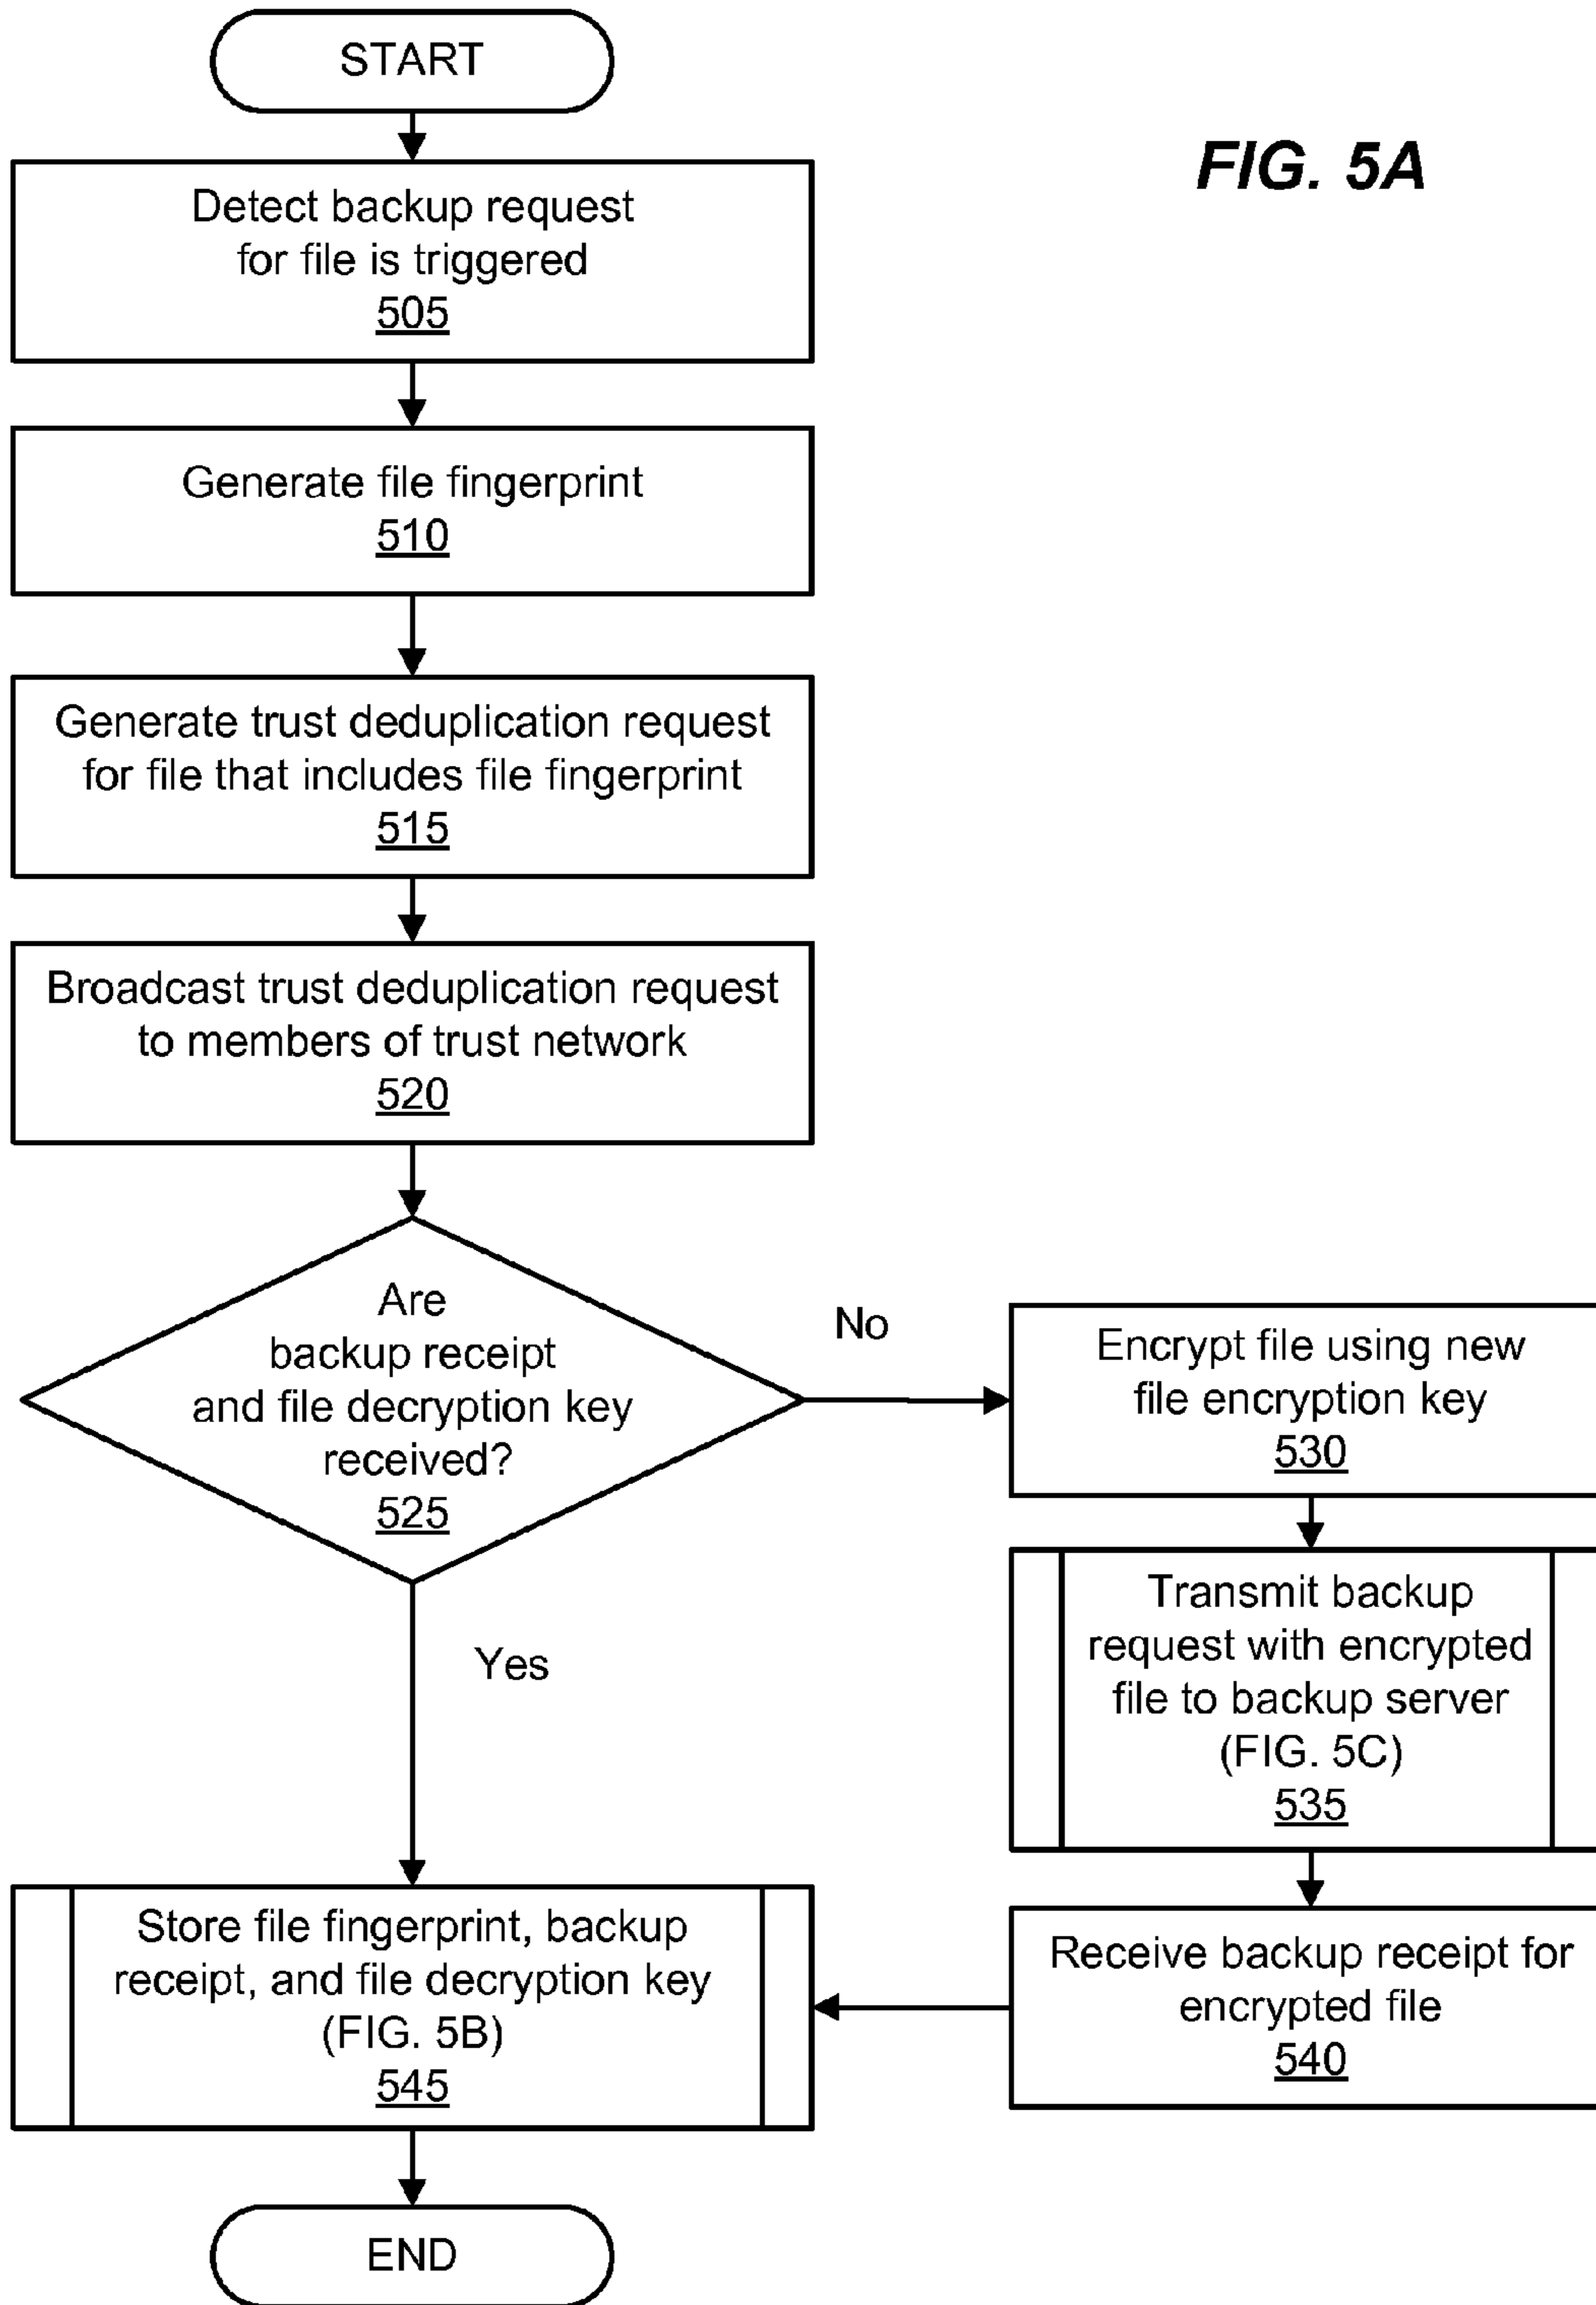 START
FIG. 5A
Detect backup request
for file is triggered
505
Generate file fingerprint
510
Generate trust deduplication request
for file that includes file fingerprint
515
Broadcast trust deduplication request
to members of trust network
520
Are
backup receipt
and file decryption key
received?
525
No
Encrypt file using new
file encryption key
530
Transmit backup
request with encrypted
file to backup server
(FIG. 5C)
535
Yes
Receive backup receipt for
encrypted file
540
Store file fingerprint, backup
receipt, and file decryption key
(FIG. 5B)
545
END